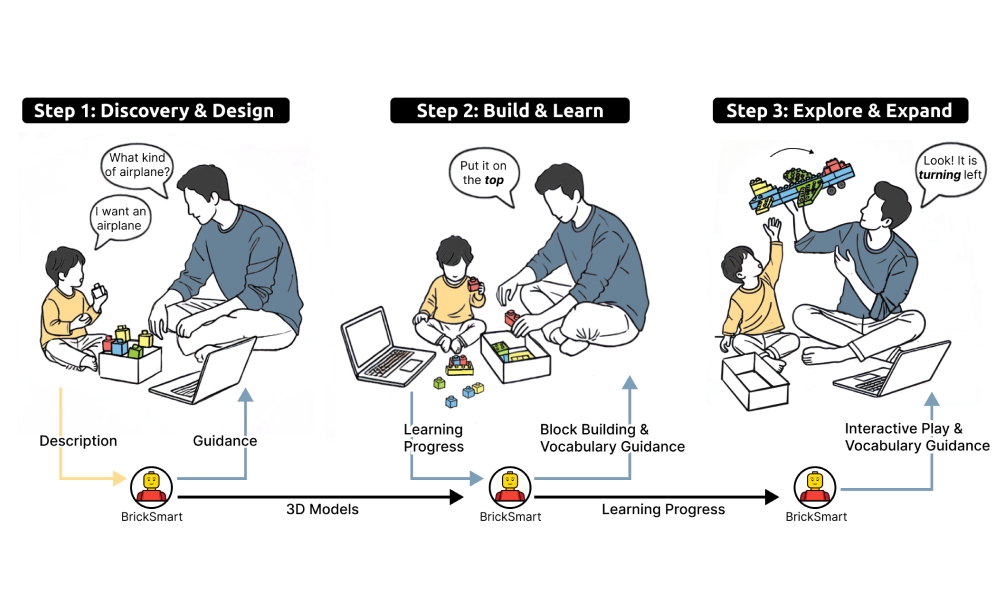 Step 1: Discovery & Design
What kind
of airplane?
I want an
airplane
Description
Guidance
BrickSmart
3D Models
Step 2: Build & Learn
Put it on
the top
Learning
Progress
Block Building &
Vocabulary Guidance
BrickSmart
Learning Progress
Step 3: Explore & Expand
Look! It is
turning left
Interactive Play &
Vocabulary Guidance
BrickSmart